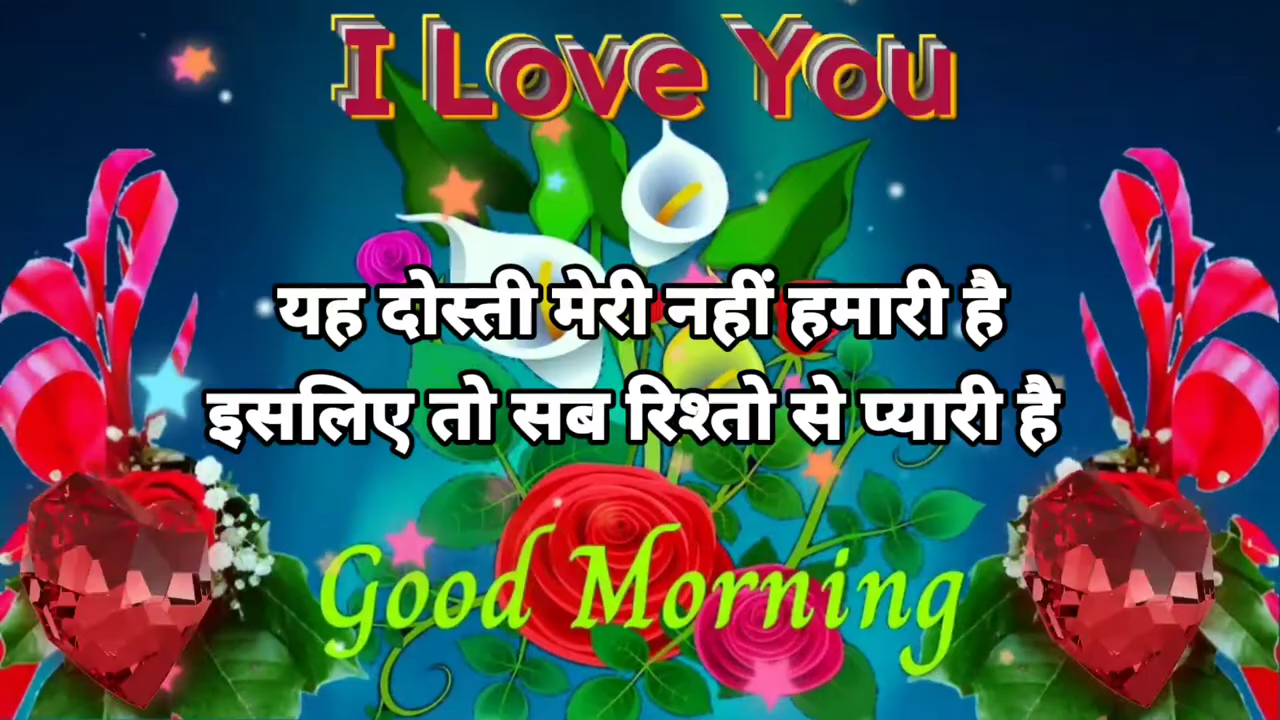 I Love You
यह दोस्ती मेरी नहीं हमारी है
इसलिए तो सब रिश्तो से प्यारी है
Good Morning